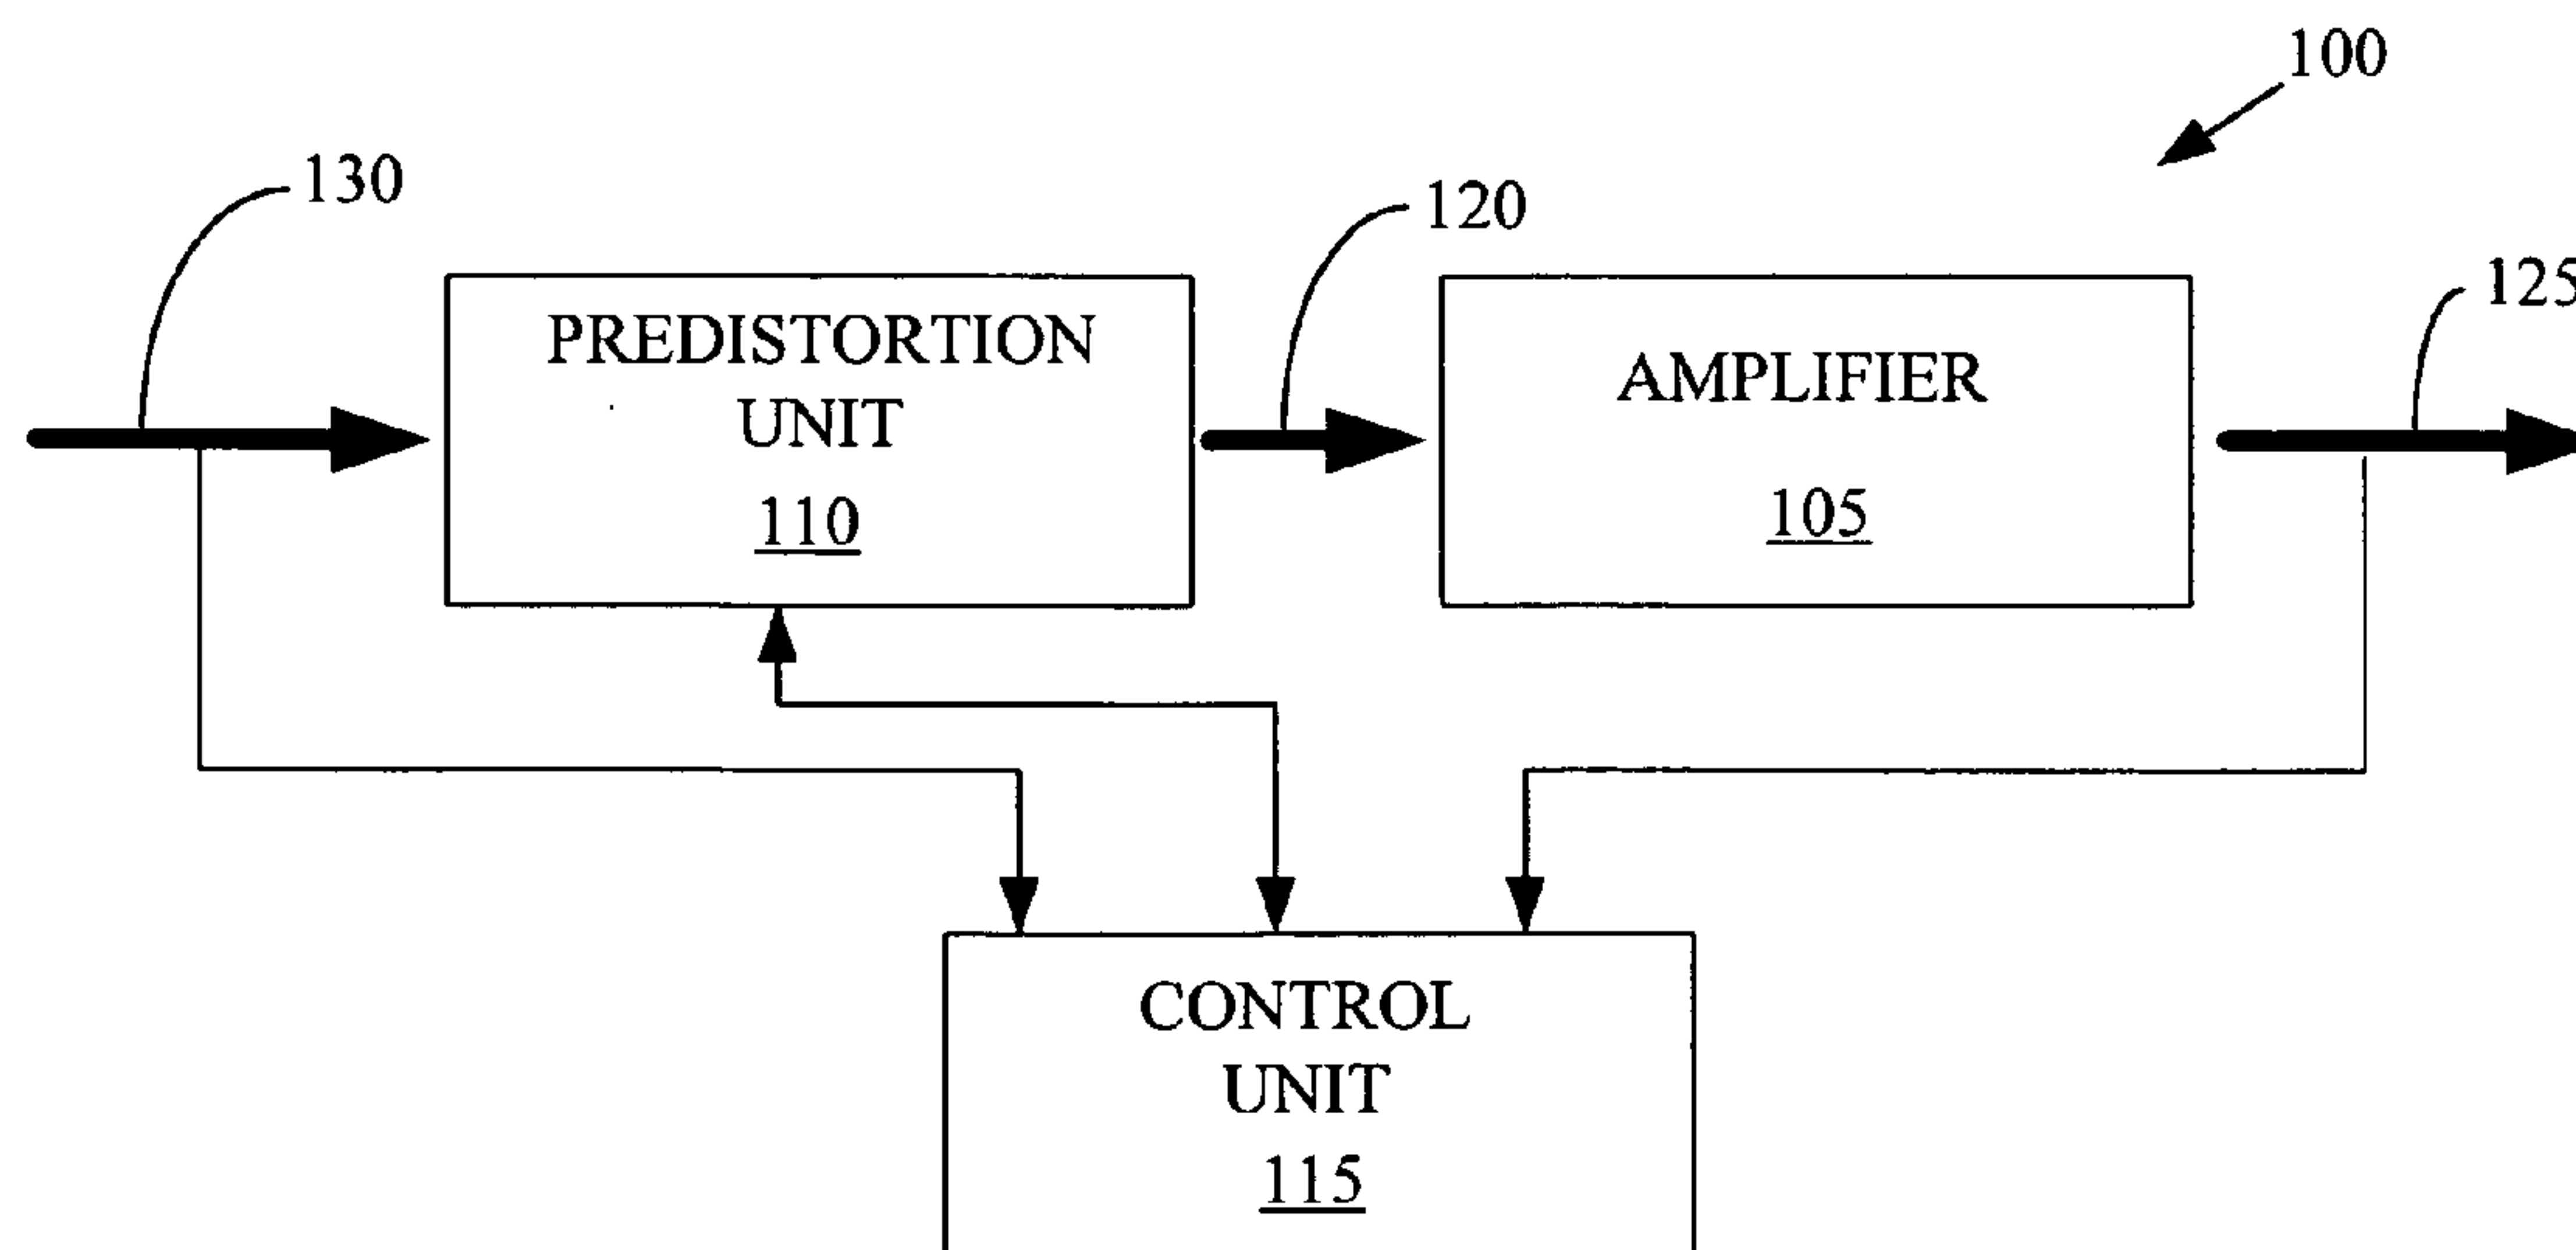 100
130
120
125
PREDISTORTION
UNIT
110
AMPLIFIER
105
CONTROL
UNIT
115